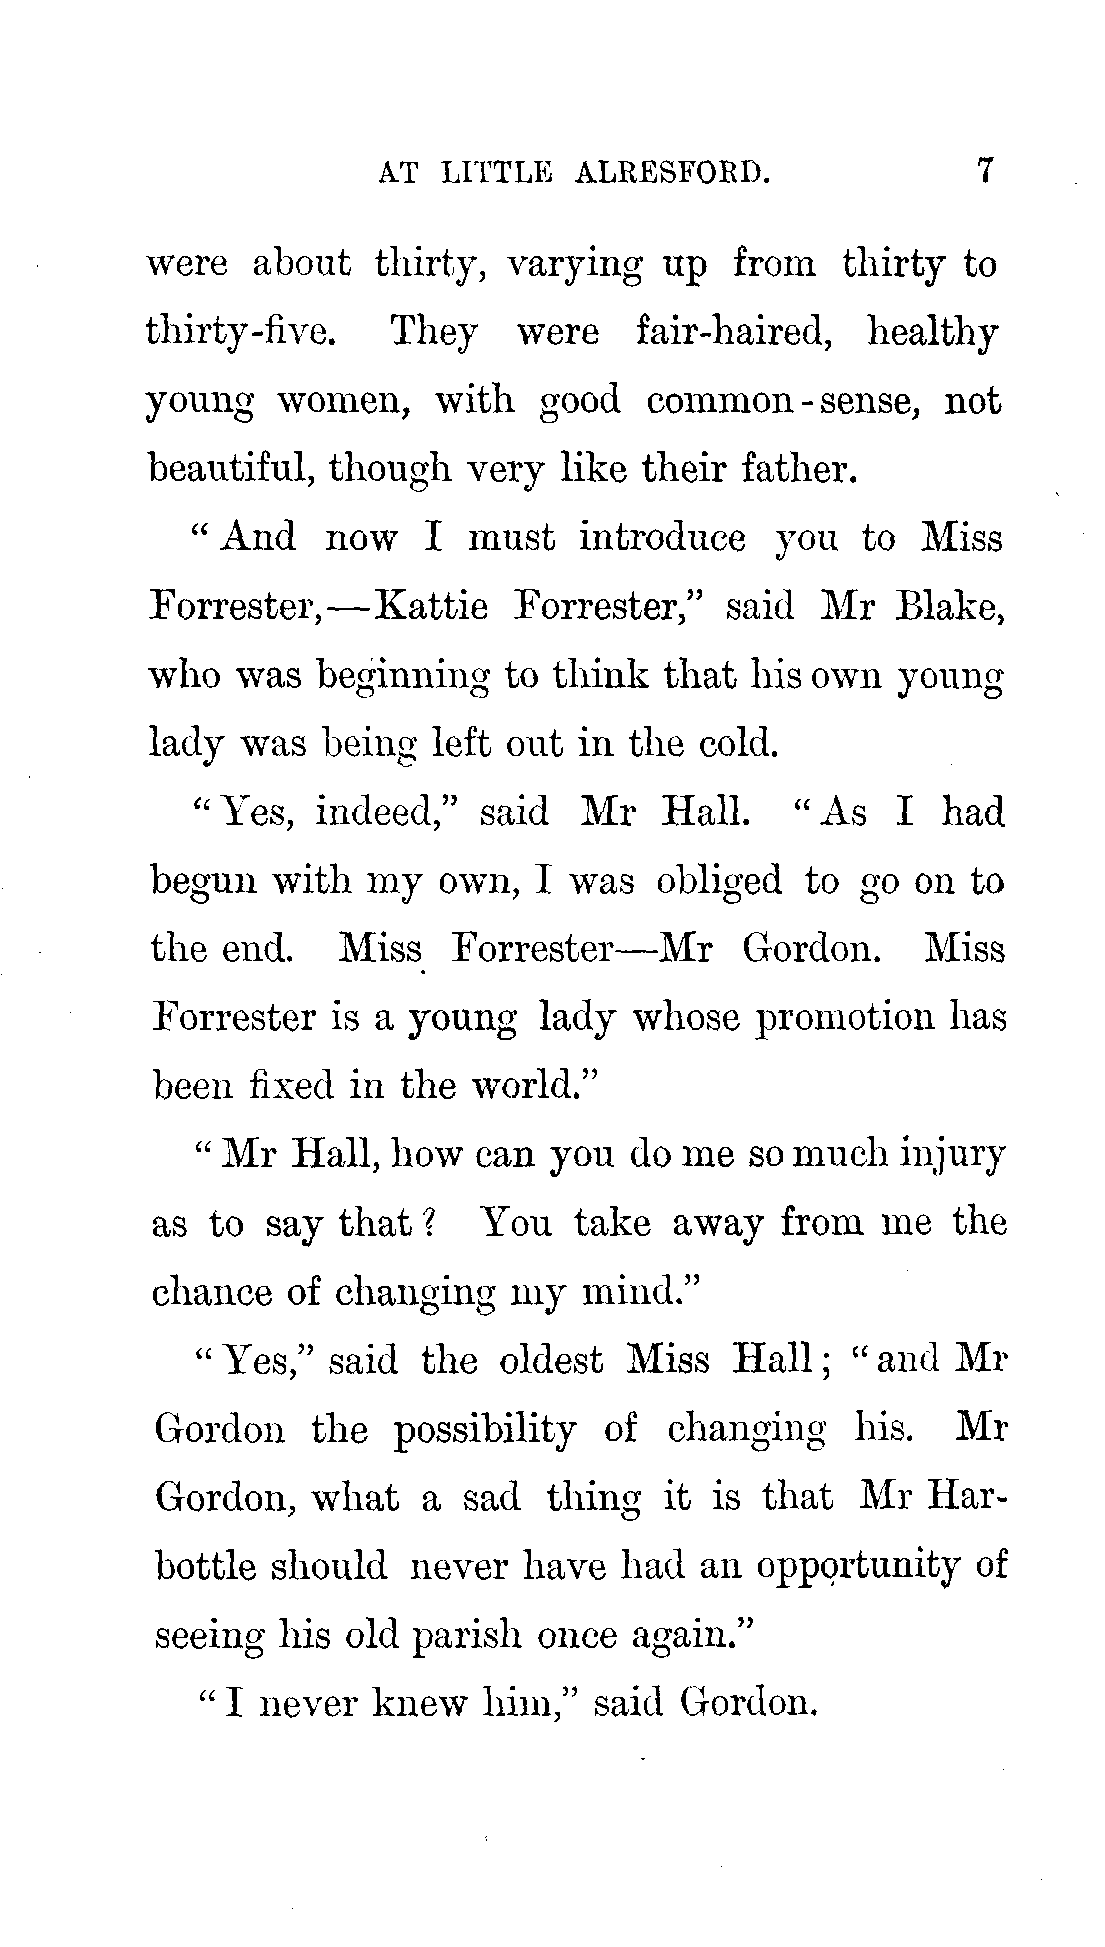 AT LITTLE ALRESFORD. 7
were about thirty, varying up from thirty to
thirty-five. They were fair-haired, healthy
young women, with good common-sense, not
beautiful, though very like their father.
“And now I must introduce you to Miss
Forrester,—Kattie Forrester,” said Mr Blake,
who was beginning to think that his own young
lady was being left out in the cold.
“Yes, indeed,” said Mr Hall. “As I had
begun with my own, I was obliged to go on to
the end. Miss Forrester—Mr Gordon. Miss
Forrester is a young lady whose promotion has
been fixed in the world.”
“Mr Hall, how can you do me so much injury
as to say that? You take away from me the
chance of changing my mind.”
“Yes,” said the oldest Miss Hall; “and Mr
Gordon the possibility of changing his. Mr
Gordon, what a sad thing it is that Mr Har-
bottle should never have had an opportunity of
seeing his old parish once again.”
“I never knew him,” said Gordon.